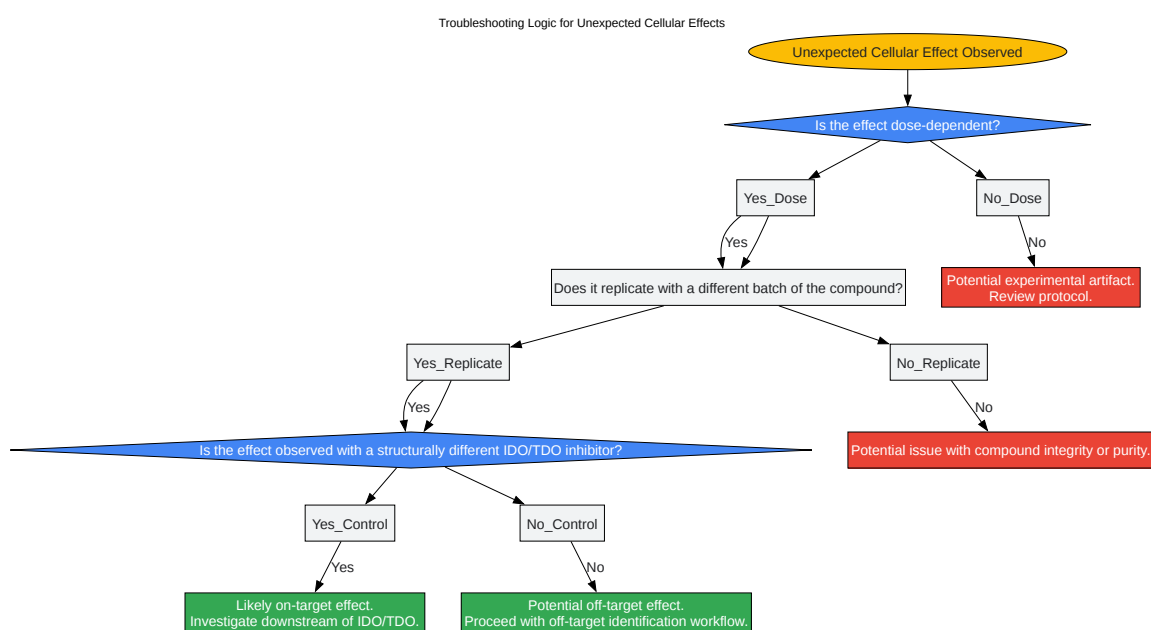 Troubleshooting Logic for Unexpected Cellular Effects
Unexpected Cellular Effect Observed
Is the effect dose-dependent?
Yes_Dose
No_Dose
Yes
No
Does it replicate with a different batch of the compound?
Potential experimental artifact.
Review protocol.
Yes_Replicate
No_Replicate
Yes
No
Is the effect observed with a structurally different IDO/TDO inhibitor?
Potential issue with compound integrity or purity.
Yes_Control
No_Control
Yes
No
Likely on-target effect.
Investigate downstream of IDO/TDO.
Potential off-target effect.
Proceed with off-target identification workflow.